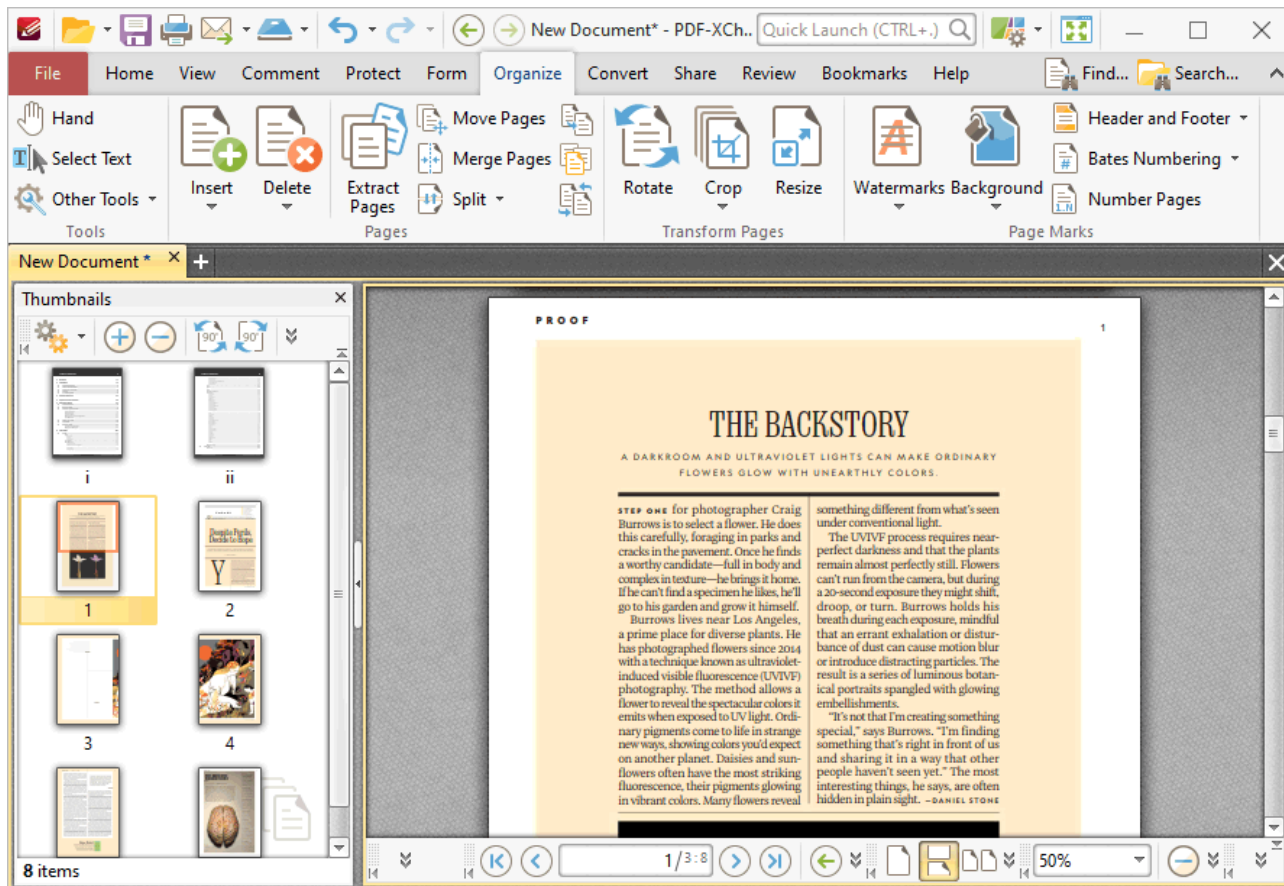 New Document* - PDF-XCh.. Quick Launch (CTRL+.)
File Home View Comment Protect Form Organize Convert Share Review Bookmarks Help Find... Search...
Hand
Select Text
Other Tools
Tools
Insert
Delete
Extract
Pages
Move Pages
Merge Pages
Split
Pages
Rotate
Crop
Resize
Transform Pages
Watermarks
Background
Header and Footer
Bates Numbering
Number Pages
Page Marks
New Document *
Thumbnails
90° 90°
i
ii
Despite Perils,
Decide to Hope
Y
1
2
3
4
8 items
PROOF
1
THE BACKSTORY
A DARKROOM AND ULTRAVIOLET LIGHTS CAN MAKE ORDINARY
FLOWERS GLOW WITH UNEARTHLY COLORS.
STEP ONE for photographer Craig
Burrows is to select a flower. He does
this carefully, foraging in parks and
cracks in the pavement. Once he finds
a worthy candidate—full in body and
complex in texture—he brings it home.
If he can't find a specimen he likes, he'll
go to his garden and grow it himself.
Burrows lives near Los Angeles,
a prime place for diverse plants. He
has photographed flowers since 2014
with a technique known as ultraviolet-
induced visible fluorescence (UVIVF)
photography. The method allows a
flower to reveal the spectacular colors it
emits when exposed to UV light. Ordi-
nary pigments come to life in strange
new ways, showing colors you'd expect
on another planet. Daisies and sun-
flowers often have the most striking
fluorescence, their pigments glowing
in vibrant colors. Many flowers reveal
something different from what's seen
under conventional light.
The UVIVF process requires near-
perfect darkness and that the plants
remain almost perfectly still. Flowers
can't run from the camera, but during
a 20-second exposure they might shift,
droop, or turn. Burrows holds his
breath during each exposure, mindful
that an errant exhalation or distur-
bance of dust can cause motion blur
or introduce distracting particles. The
result is a series of luminous botan-
ical portraits spangled with glowing
embellishments.
"It's not that I'm creating something
special," says Burrows. "I'm finding
something that's right in front of us
and sharing it in a way that other
people haven't seen yet." The most
interesting things, he says, are often
hidden in plain sight. —DANIEL STONE
1/3:8
50%